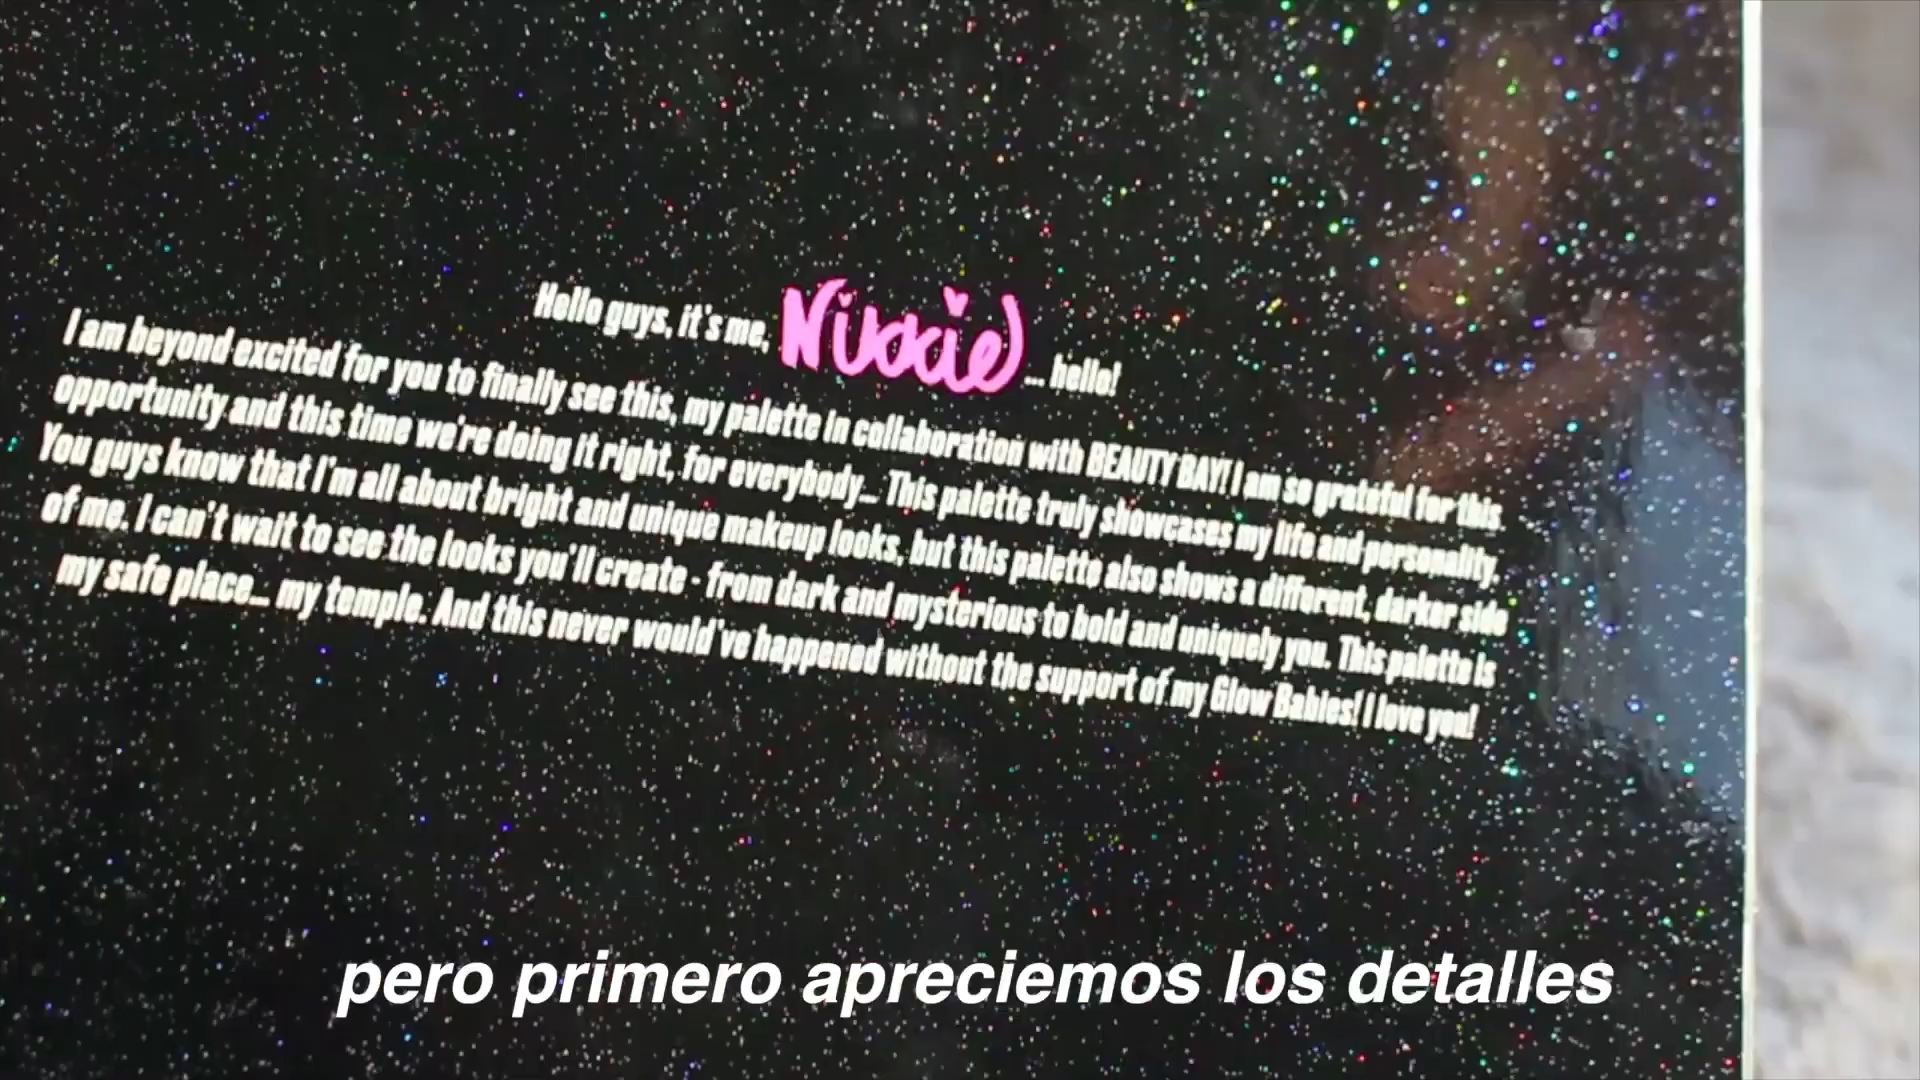 Hello guys, it's me, Nikkie ... hello!
I am beyond excited for you to finally see this, my palette in collaboration with BEAUTY BAY! I am so grateful for this
opportunity and this time we're doing it right, for everybody... This palette truly showcases my life and personality.
You guys know that I'm all about bright and unique makeup looks, but this palette also shows a different, darker side
of me. I can't wait to see the looks you'll create - from dark and mysterious to bold and uniquely you. This palette is
my safe place... my temple. And this never would've happened without the support of my Glow Babies! I love you!
pero primero apreciemos los detalles